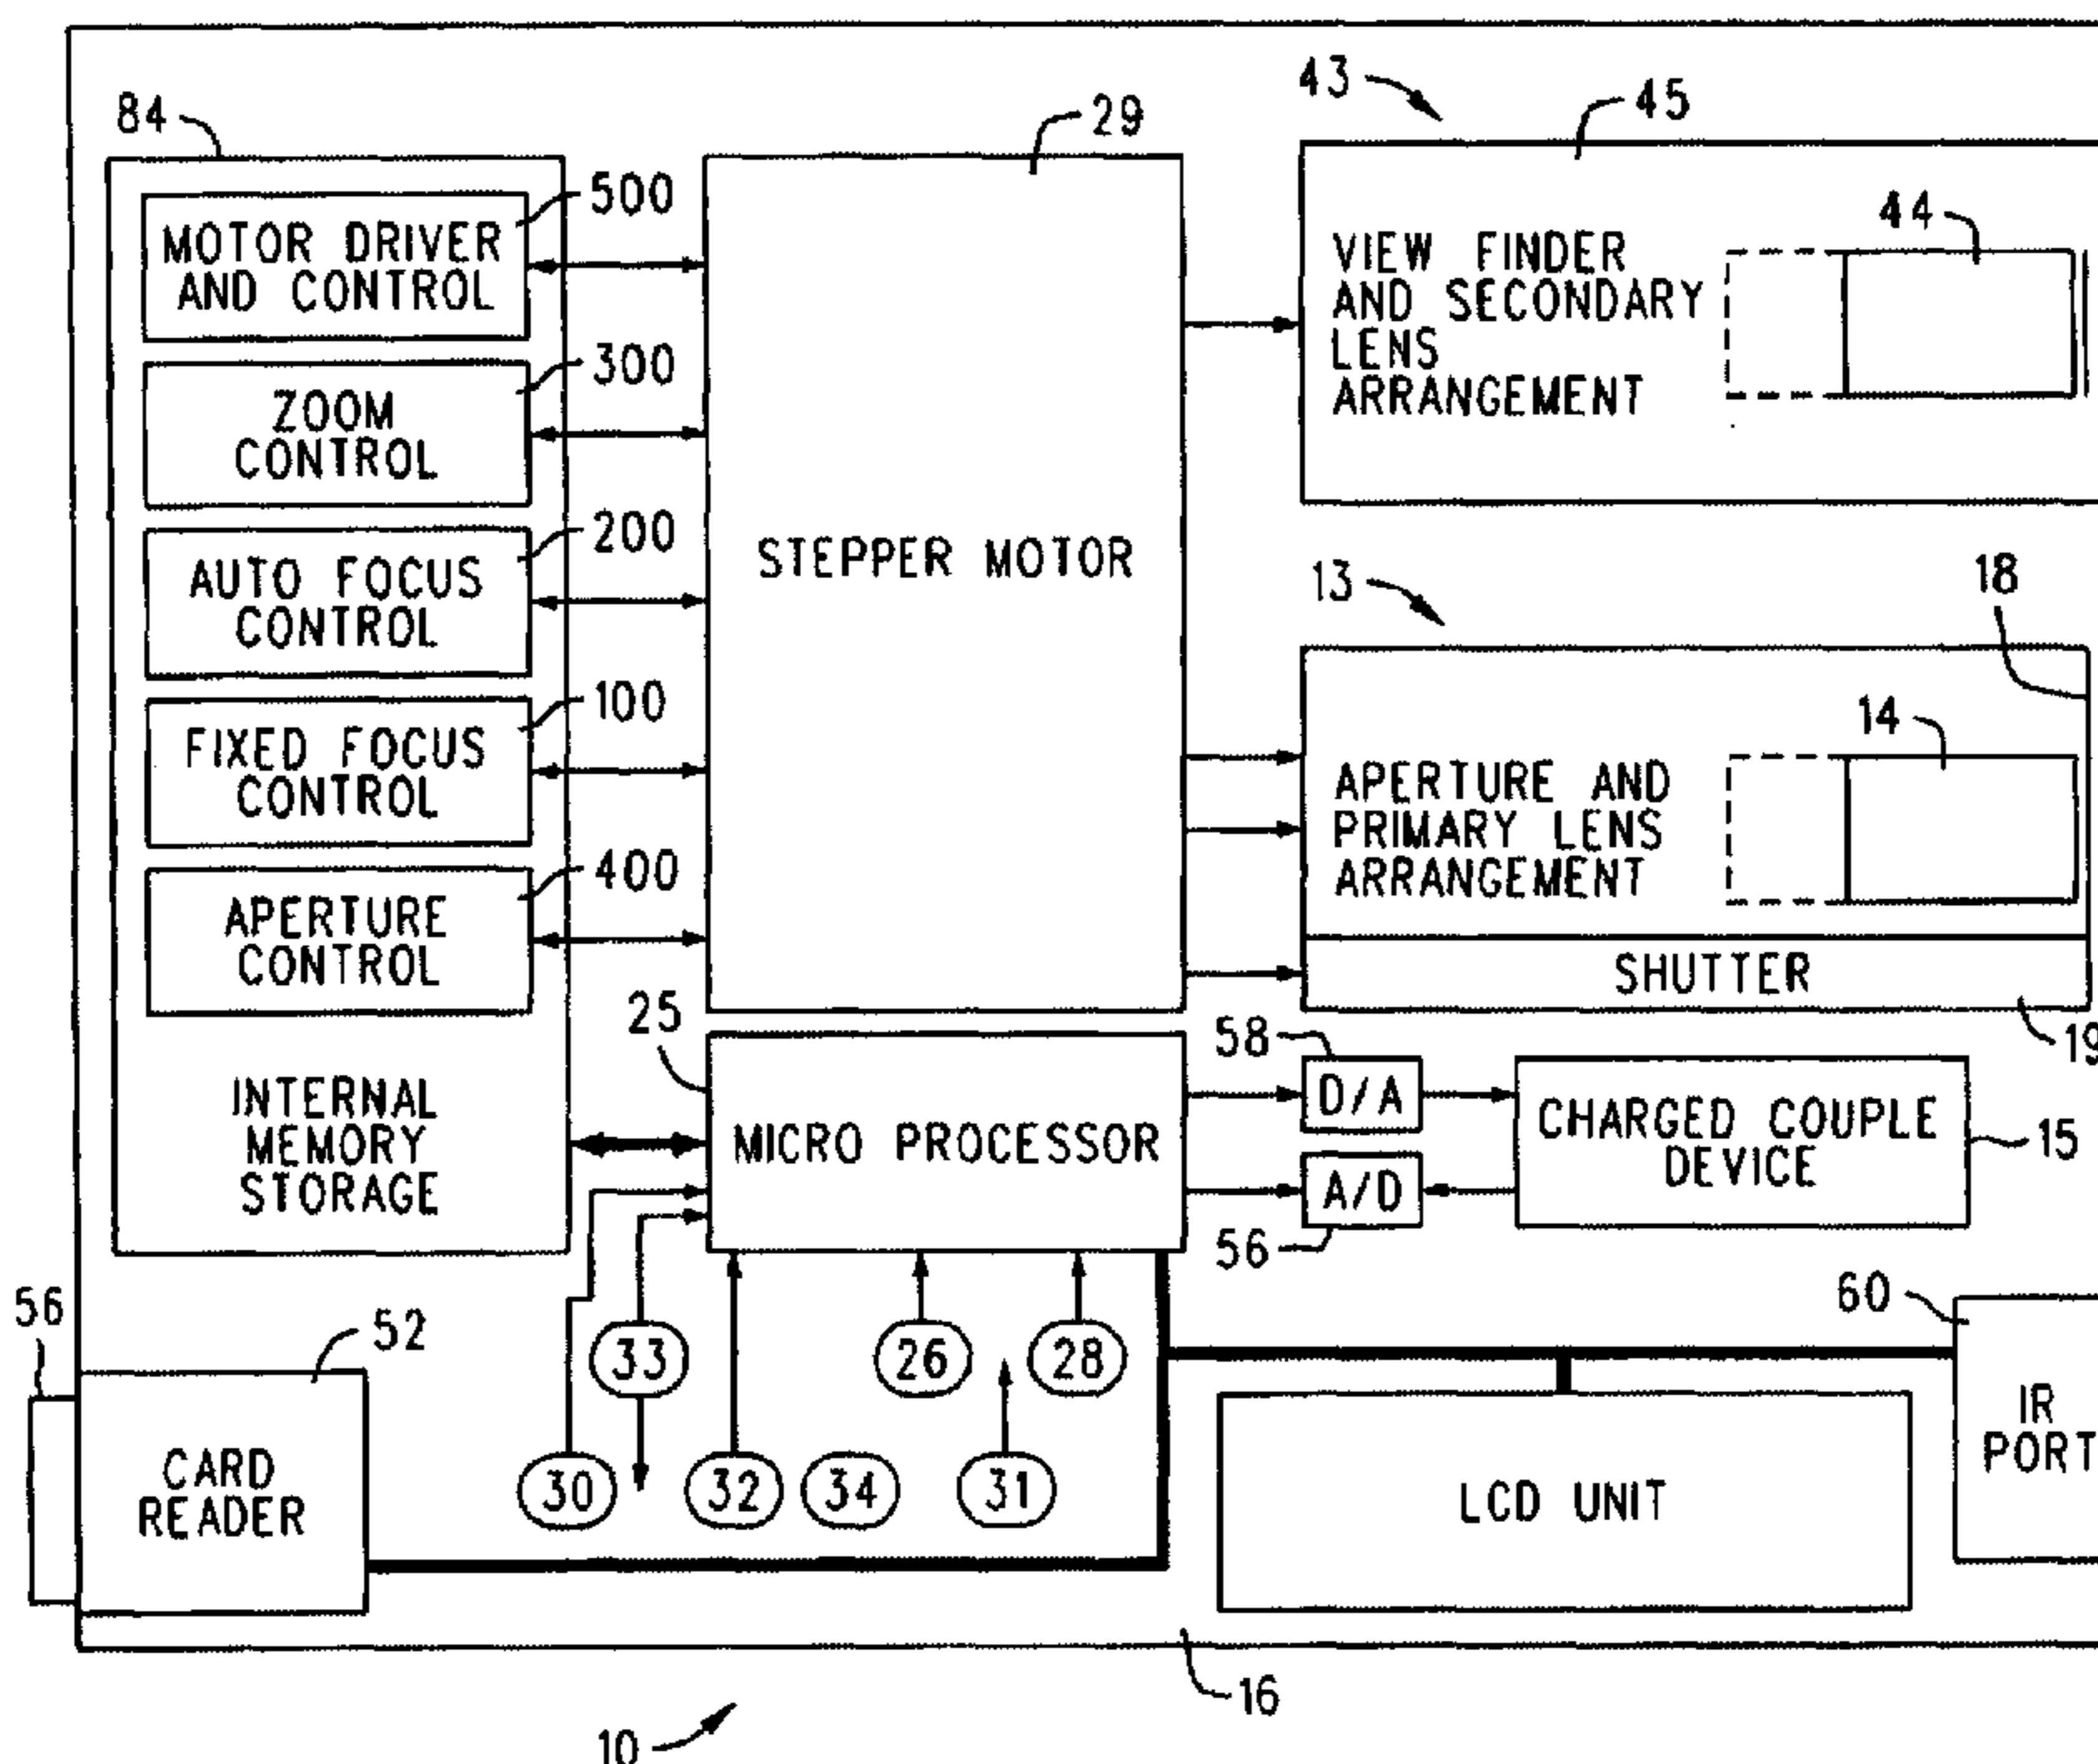 43
45
84
29
500
44
MOTOR DRIVER
AND CONTROL
VIEW FINDER
AND SECONDARY
LENS
ARRANGEMENT
300
ZOOM
CONTROL
200
AUTO FOCUS
CONTROL
STEPPER MOTOR
13
18
100
14
FIXED FOCUS
CONTROL
APERTURE AND
PRIMARY LENS
ARRANGEMENT
400
APERTURE
CONTROL
SHUTTER
25
58
19
INTERNAL
MEMORY
STORAGE
MICRO PROCESSOR
D/A
A/D
CHARGED COUPLE
DEVICE
15
56
56
52
33
26
28
60
CARD
READER
30
32
34
31
LCD UNIT
IR
PORT
16
10